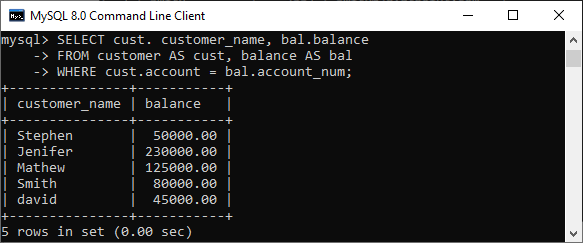 MySQL 8.0 Command Line Client
mysql> SELECT cust. customer_name, bal.balance
    -> FROM customer AS cust, balance AS bal
    -> WHERE cust.account = bal.account_num;
+---------------+-----------+
| customer_name | balance   |
+---------------+-----------+
| Stephen       |  50000.00 |
| Jenifer       | 230000.00 |
| Mathew        | 125000.00 |
| Smith         |  80000.00 |
| david         |  45000.00 |
+---------------+-----------+
5 rows in set (0.00 sec)